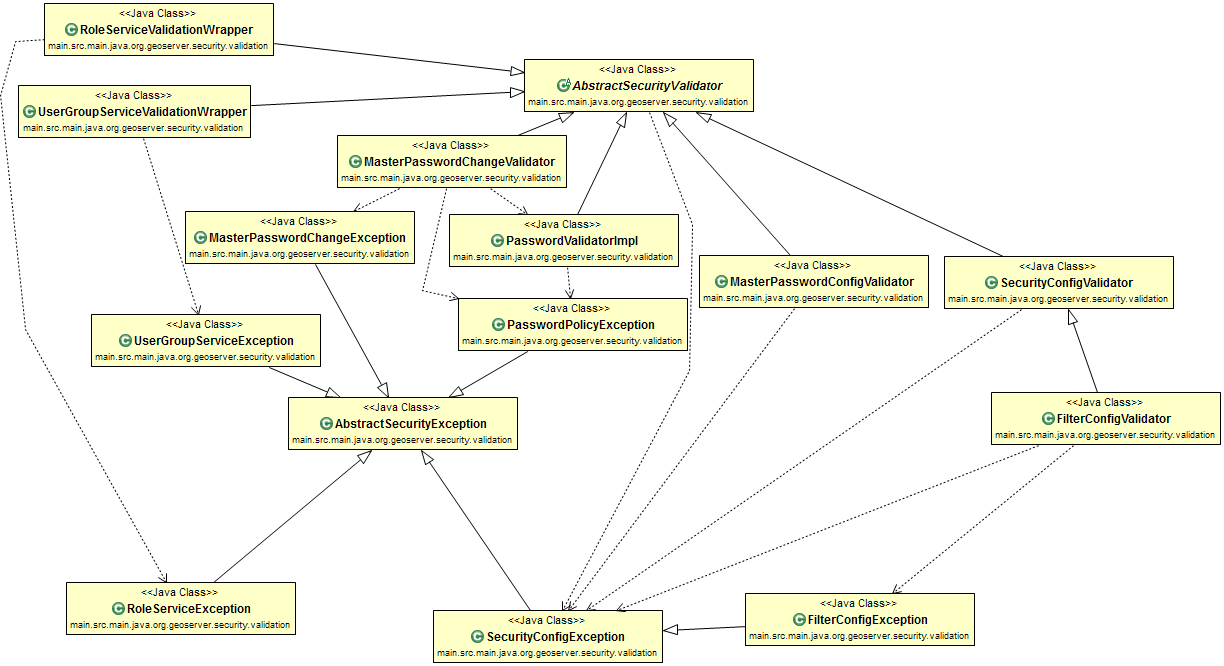 <<Java Class>>
RoleServiceValidationWrapper
main.src.main.java.org.geoserver.security.validation
<<Java Class>>
AbstractSecurityValidator
main.src.main.java.org.geoserver.security.validation
<<Java Class>>
UserGroupServiceValidationWrapper
main.src.main.java.org.geoserver.security.validation
<<Java Class>>
MasterPasswordChangeValidator
main.src.main.java.org.geoserver.security.validation
<<Java Class>>
MasterPasswordChangeException
main.src.main.java.org.geoserver.security.validation
<<Java Class>>
PasswordValidatorImpl
main.src.main.java.org.geoserver.security.validation
<<Java Class>>
MasterPasswordConfigValidator
main.src.main.java.org.geoserver.security.validation
<<Java Class>>
SecurityConfigValidator
main.src.main.java.org.geoserver.security.validation
<<Java Class>>
PasswordPolicyException
main.src.main.java.org.geoserver.security.validation
<<Java Class>>
UserGroupServiceException
main.src.main.java.org.geoserver.security.validation
<<Java Class>>
AbstractSecurityException
main.src.main.java.org.geoserver.security.validation
<<Java Class>>
FilterConfigValidator
main.src.main.java.org.geoserver.security.validation
<<Java Class>>
RoleServiceException
main.src.main.java.org.geoserver.security.validation
<<Java Class>>
SecurityConfigException
main.src.main.java.org.geoserver.security.validation
<<Java Class>>
FilterConfigException
main.src.main.java.org.geoserver.security.validation